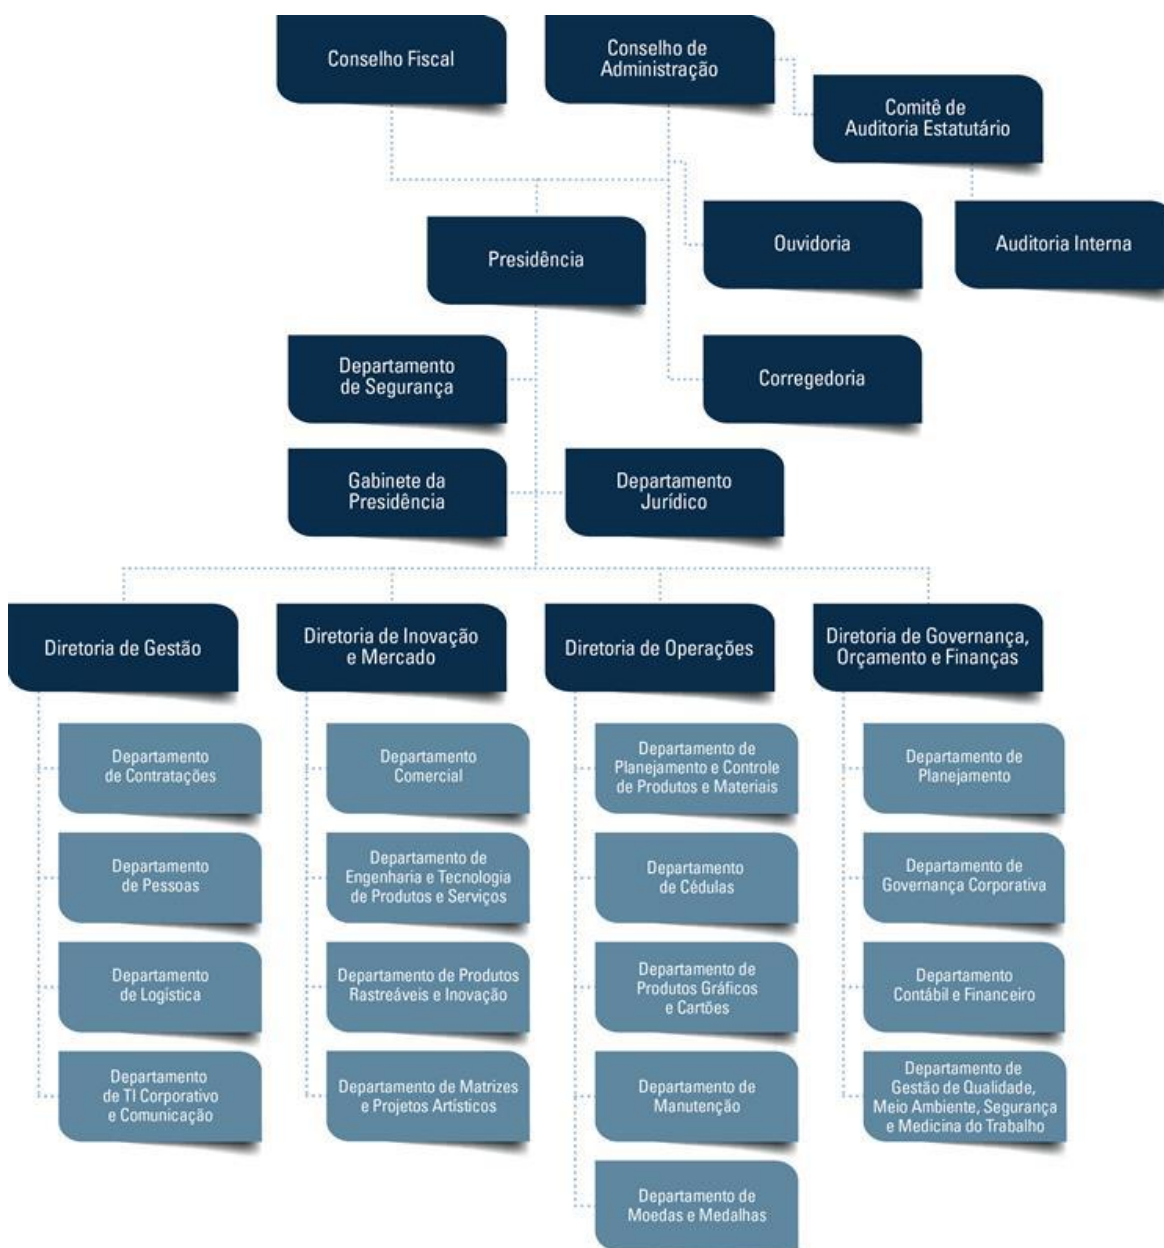 Conselho Fiscal
Conselho de
Administração
Comitê de
Auditoria Estatutário
Presidência
Ouvidoria
Auditoria Interna
Departamento
de Segurança
Corregedoria
Gabinete da
Presidência
Departamento
Jurídico
Diretoria de Gestão
Diretoria de Inovação
e Mercado
Diretoria de Operações
Diretoria de Governança,
Orçamento e Finanças
Departamento
de Contratações
Departamento
Comercial
Departamento de
Planejamento e Controle
de Produtos e Materiais
Departamento de
Planejamento
Departamento
de Pessoas
Departamento de
Engenharia e Tecnologia
de Produtos e Serviços
Departamento
de Cédulas
Departamento de
Governança Corporativa
Departamento
de Logística
Departamento de Produtos
Rastreáveis e Inovação
Departamento de
Produtos Gráficos
e Cartões
Departamento
Contábil e Financeiro
Departamento
de TI Corporativo
e Comunicação
Departamento de Matrizes
e Projetos Artísticos
Departamento de
Manutenção
Departamento de
Gestão de Qualidade,
Meio Ambiente, Segurança
e Medicina do Trabalho
Departamento de
Moedas e Medalhas